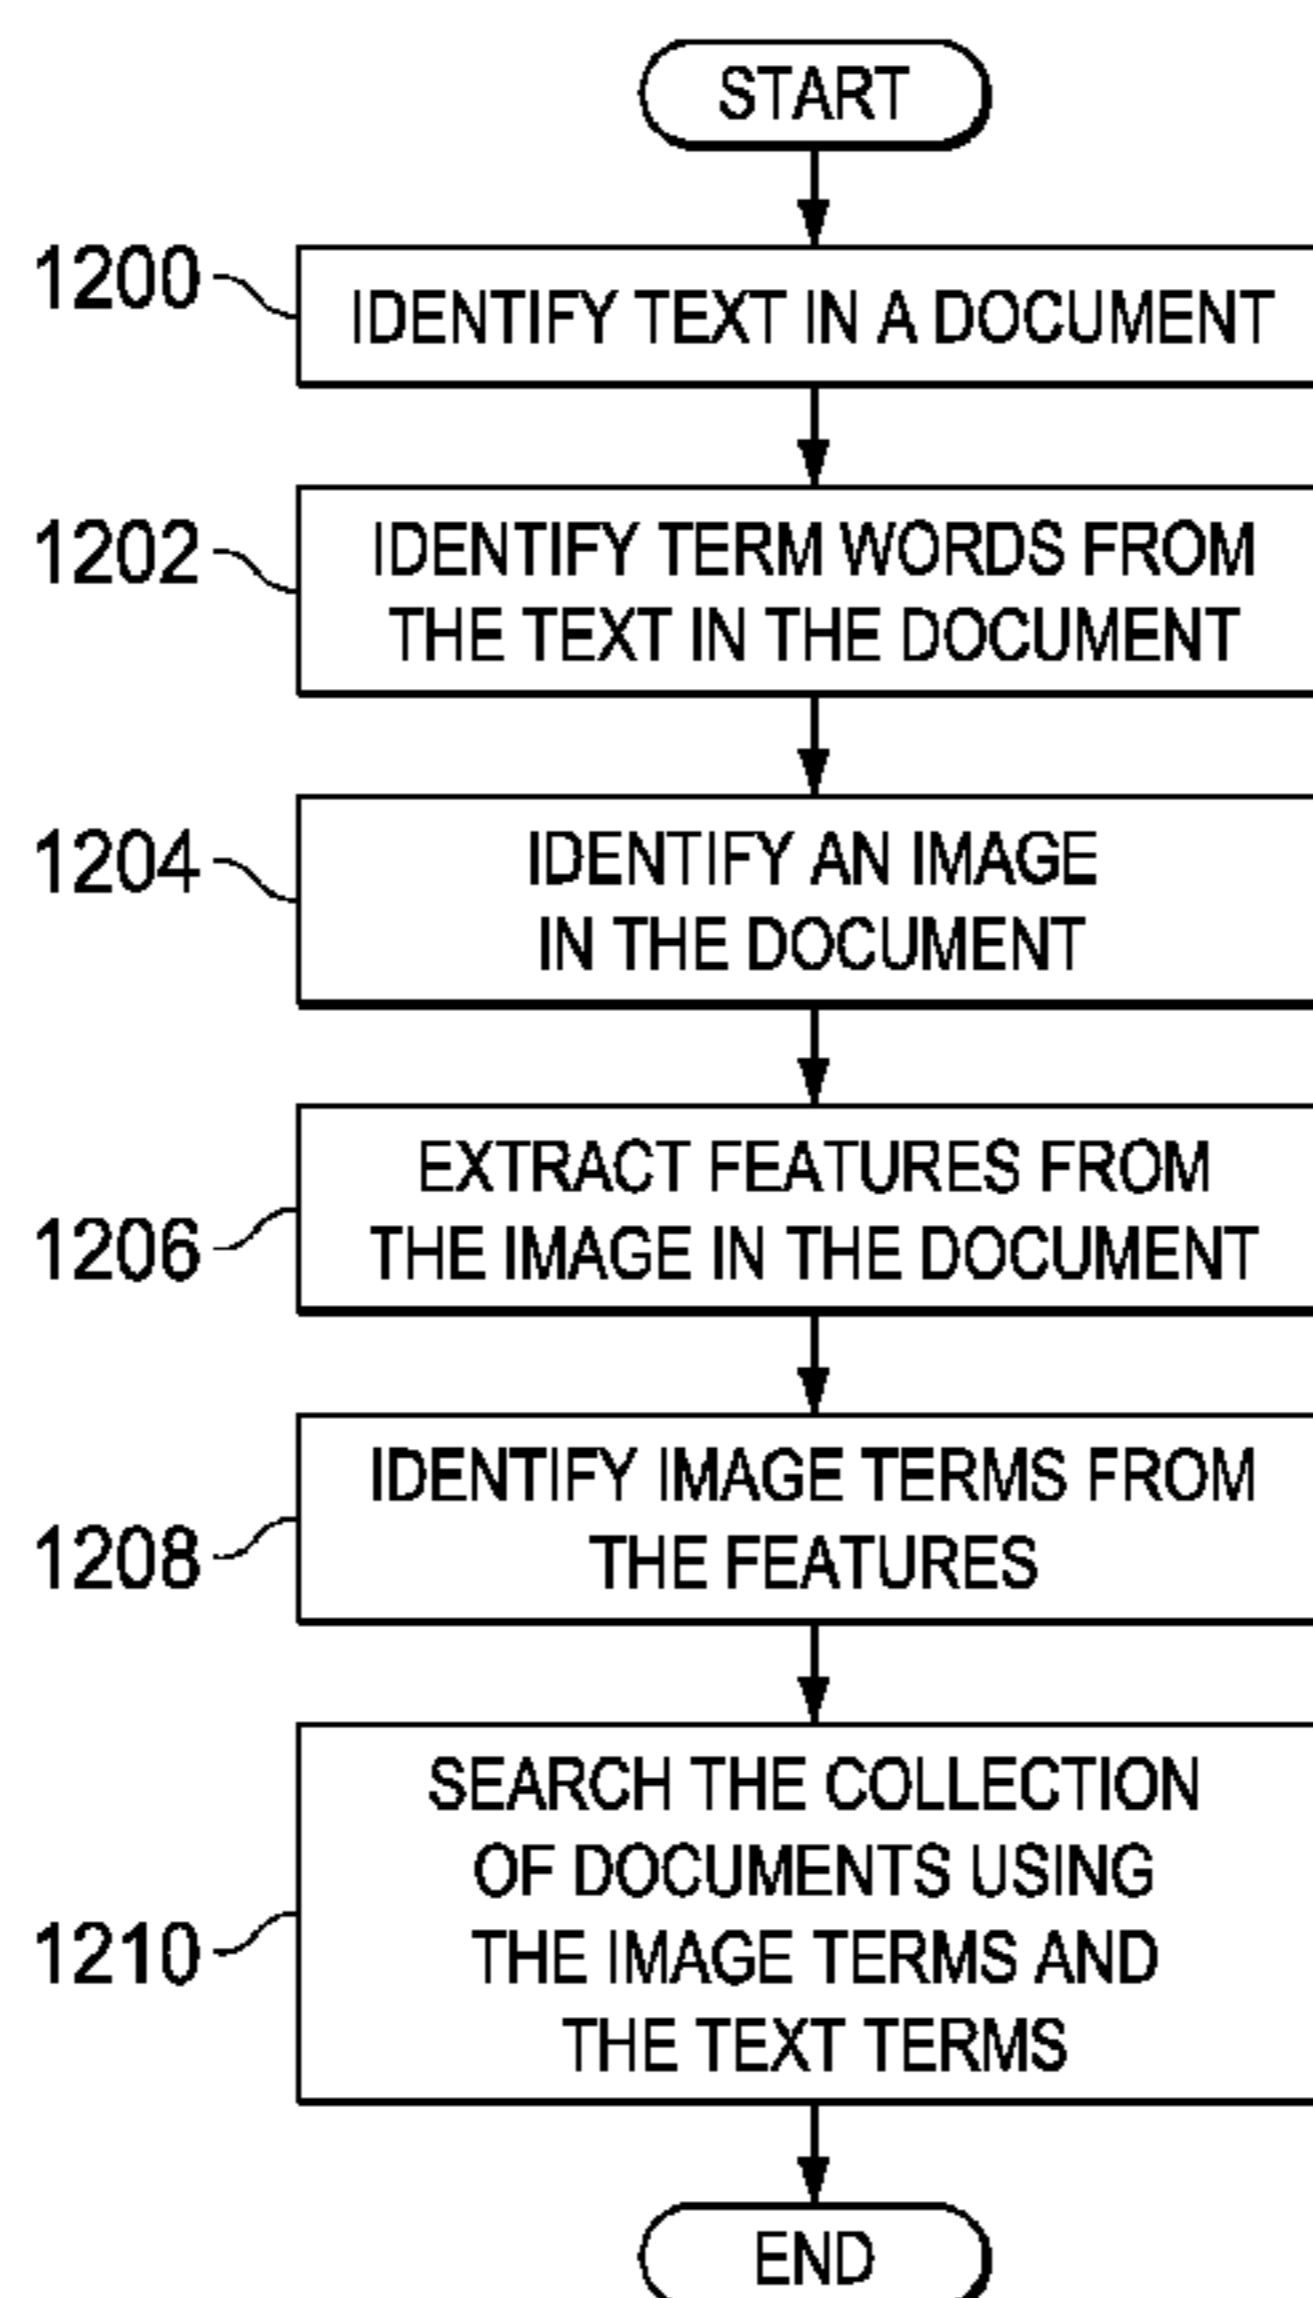 START
1200
IDENTIFY TEXT IN A DOCUMENT
1202
IDENTIFY TERM WORDS FROM
THE TEXT IN THE DOCUMENT
1204
IDENTIFY AN IMAGE
IN THE DOCUMENT
1206
EXTRACT FEATURES FROM
THE IMAGE IN THE DOCUMENT
1208
IDENTIFY IMAGE TERMS FROM
THE FEATURES
1210
SEARCH THE COLLECTION
OF DOCUMENTS USING
THE IMAGE TERMS AND
THE TEXT TERMS
END